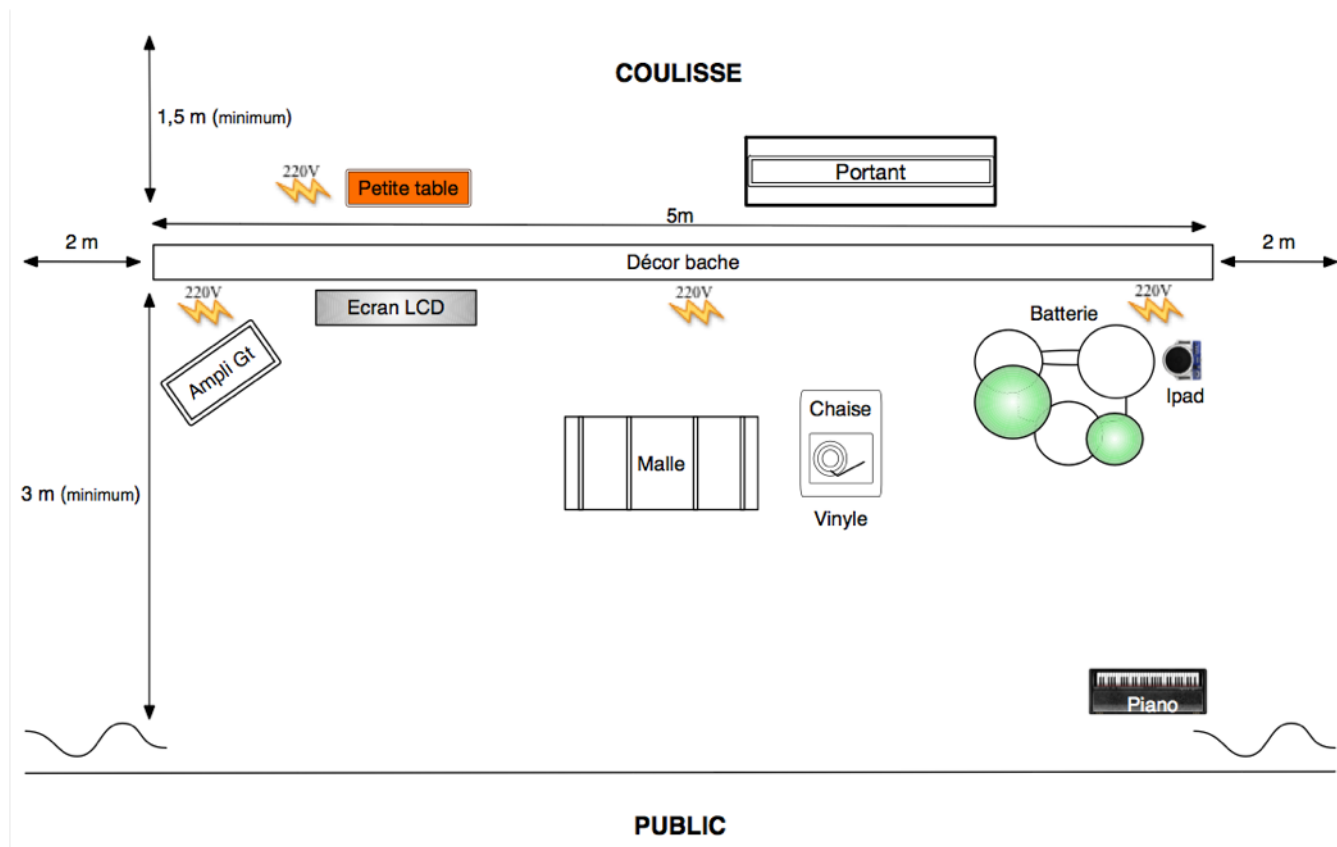 COULISSE
1,5 m (minimum)
220V
Petite table
Portant
5m
2 m
2 m
Décor bache
220V
Ecran LCD
220V
220V
Batterie
Ampli Gt
Ipad
Chaise
Malle
3 m (minimum)
Vinyle
Piano
PUBLIC